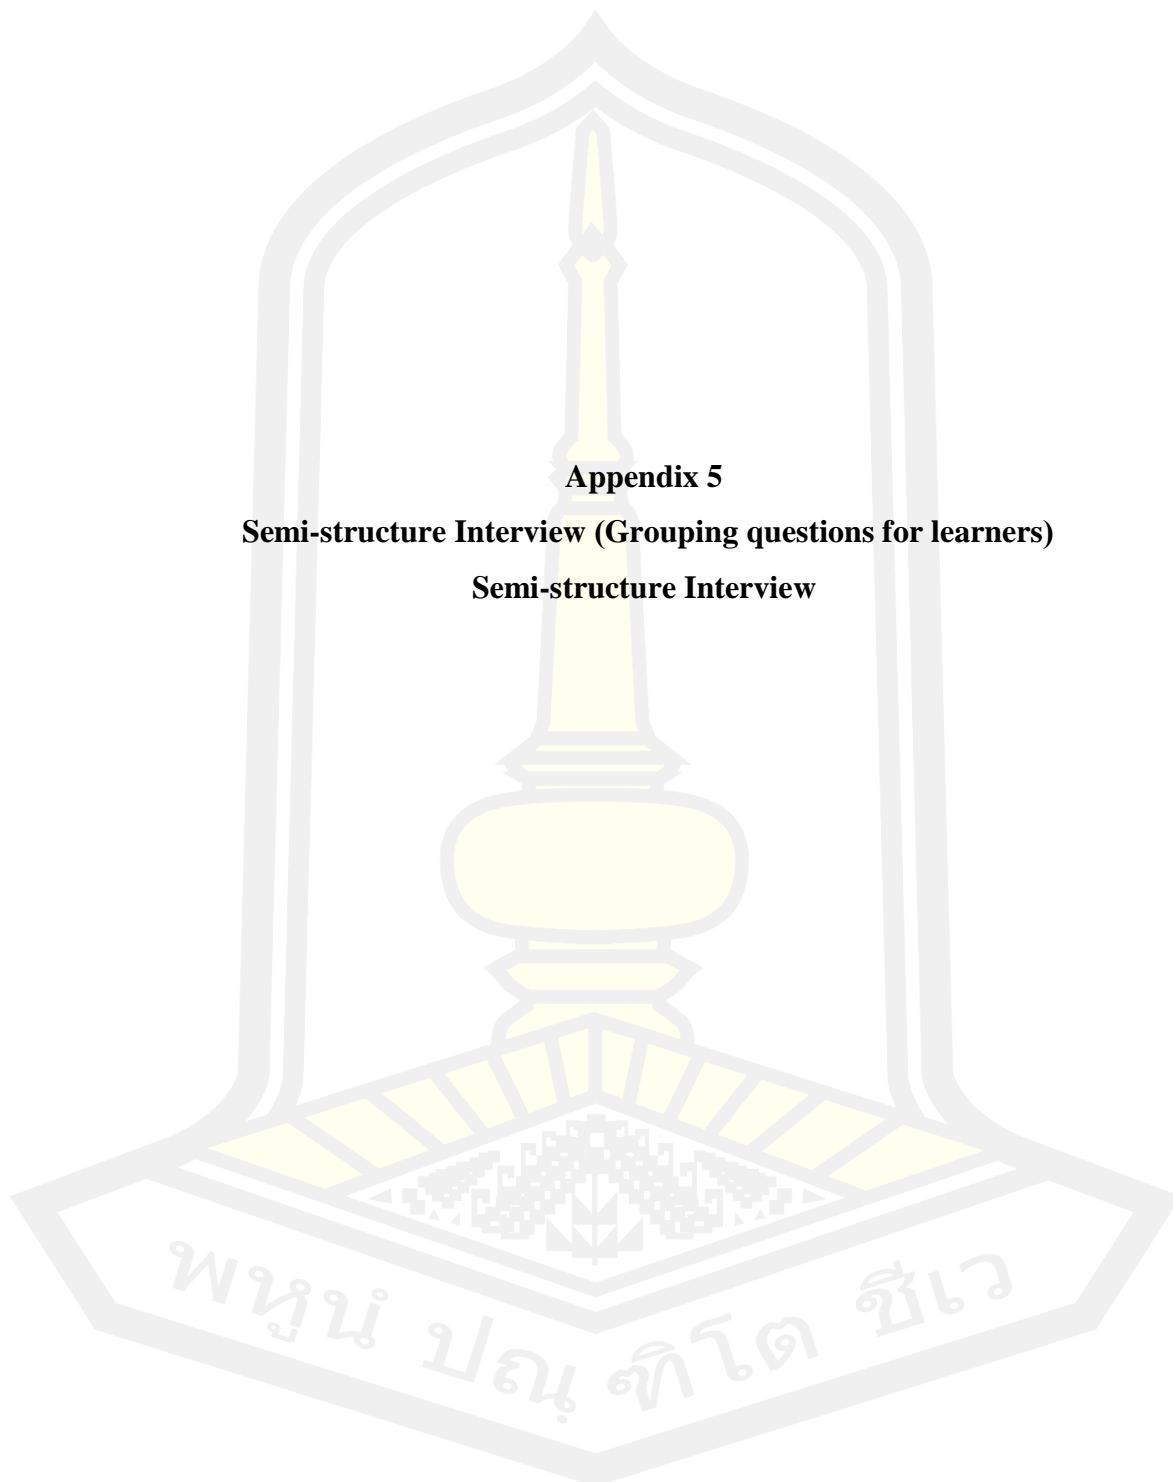 Appendix 5
Semi-structure Interview (Grouping questions for learners)
Semi-structure Interview
พหูนํ ปณฺฑิโต ชีเว